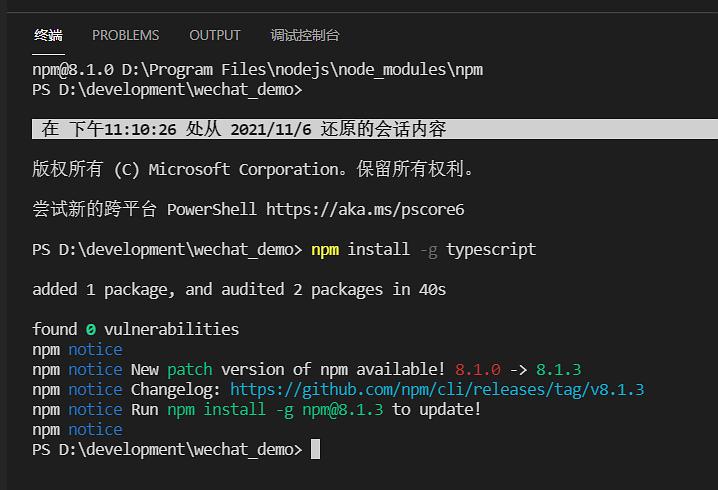 终端 PROBLEMS OUTPUT 调试控制台
npm@8.1.0 D:\Program Files\nodejs\node_modules\npm
PS D:\development\wechat_demo>
在 下午11:10:26 处从 2021/11/6 还原的会话内容
版权所有 (C) Microsoft Corporation。保留所有权利。
尝试新的跨平台 PowerShell https://aka.ms/pscore6
PS D:\development\wechat_demo> npm install -g typescript
added 1 package, and audited 2 packages in 40s
found 0 vulnerabilities
npm notice
npm notice New patch version of npm available! 8.1.0 -> 8.1.3
npm notice Changelog: https://github.com/npm/cli/releases/tag/v8.1.3
npm notice Run npm install -g npm@8.1.3 to update!
npm notice
PS D:\development\wechat_demo>